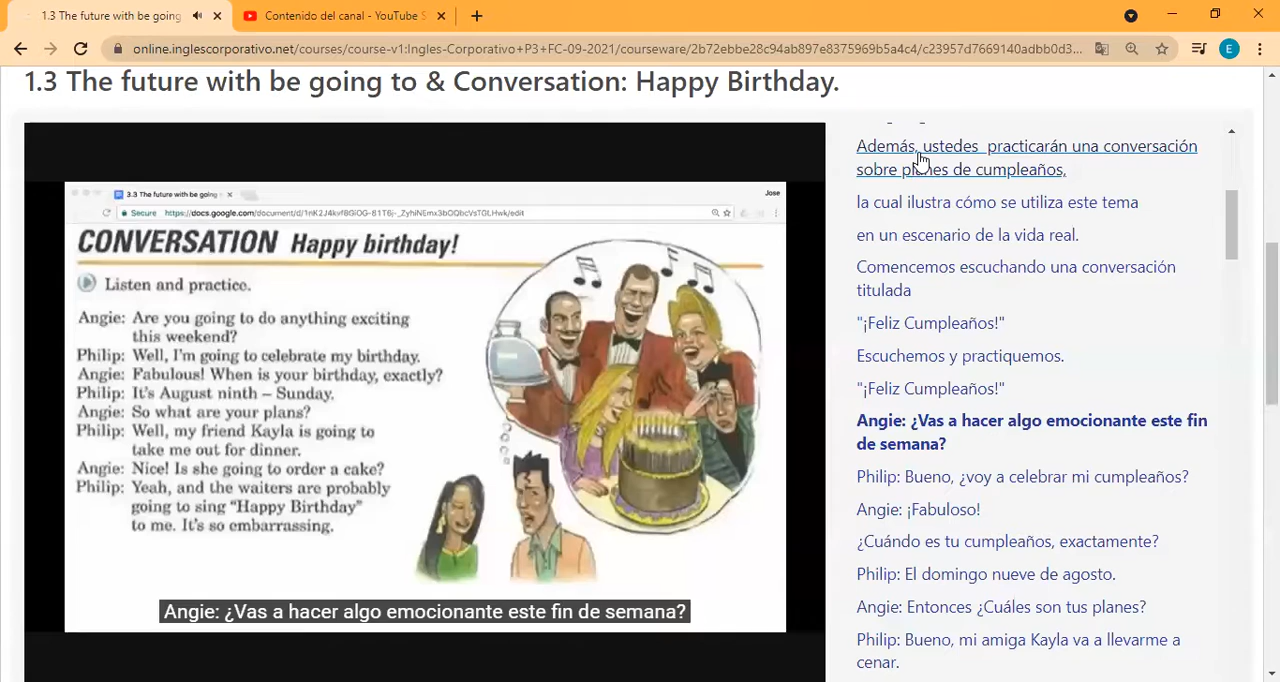 1.3 The future with be going
Contenido del canal - YouTube S
online.inglescorporativo.net/courses/course-v1:Ingles-Corporativo+P3+FC-09-2021/courseware/2b72ebbe28c94ab897e8375969b5a4c4/c23957d7669140adbb0d3...
E
1.3 The future with be going to & Conversation: Happy Birthday.
3.3 The future with be going
Jose
Secure
CONVERSATION Happy birthday!
Listen and practice.
Angie: Are you going to do anything exciting
this weekend?
Philip: Well, I'm going to celebrate my birthday.
Angie: Fabulous! When is your birthday, exactly?
Philip: It's August ninth – Sunday.
Angie: So what are your plans?
Philip: Well, my friend Kayla is going to
take me out for dinner.
Angie: Nice! Is she going to order a cake?
Philip: Yeah, and the waiters are probably
going to sing "Happy Birthday"
to me. It's so embarrassing.
Angie: ¿Vas a hacer algo emocionante este fin de semana?
Además, ustedes practicarán una conversación
sobre planes de cumpleaños,
la cual ilustra cómo se utiliza este tema
en un escenario de la vida real.
Comencemos escuchando una conversación
titulada
"¡Feliz Cumpleaños!"
Escuchemos y practiquemos.
"¡Feliz Cumpleaños!"
Angie: ¿Vas a hacer algo emocionante este fin
de semana?
Philip: Bueno, ¿voy a celebrar mi cumpleaños?
Angie: ¡Fabuloso!
¿Cuándo es tu cumpleaños, exactamente?
Philip: El domingo nueve de agosto.
Angie: Entonces ¿Cuáles son tus planes?
Philip: Bueno, mi amiga Kayla va a llevarme a
cenar.